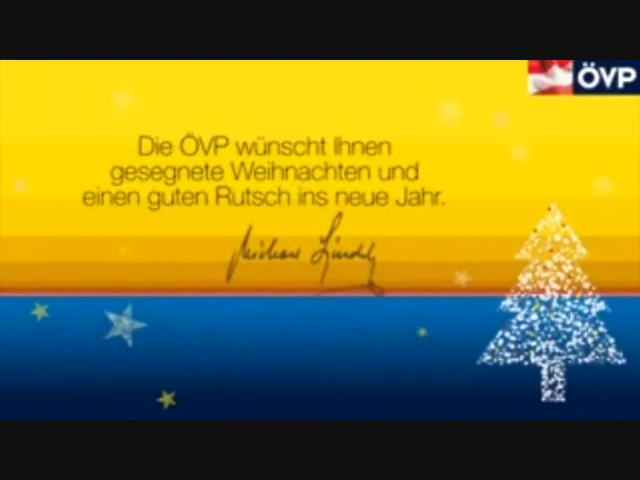 ÖVP
Die ÖVP wünscht Ihnen
gesegnete Weihnachten und
einen guten Rutsch ins neue Jahr.